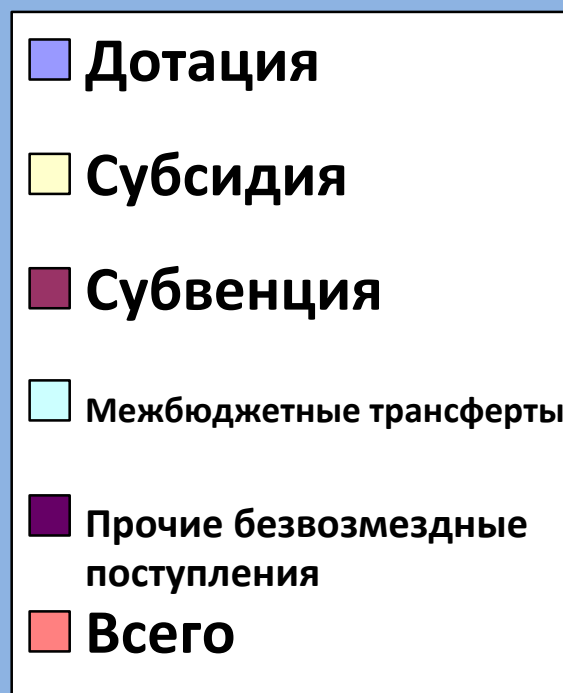 Дотация
Субсидия
Субвенция
Межбюджетные трансферты
Прочие безвозмездные
поступления
Всего